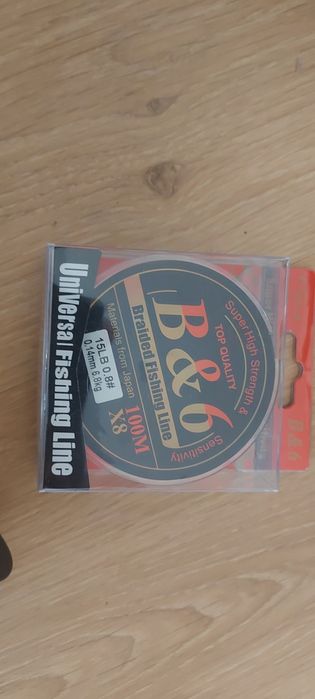 Super High Strength &
TOP QUALITY
B&6
Braided Fishing Line
Materials from Japan
100M
X8
Sensitivity
15LB 0.8#
0.14mm 6.8kg
Universal Fishing Line
B&6